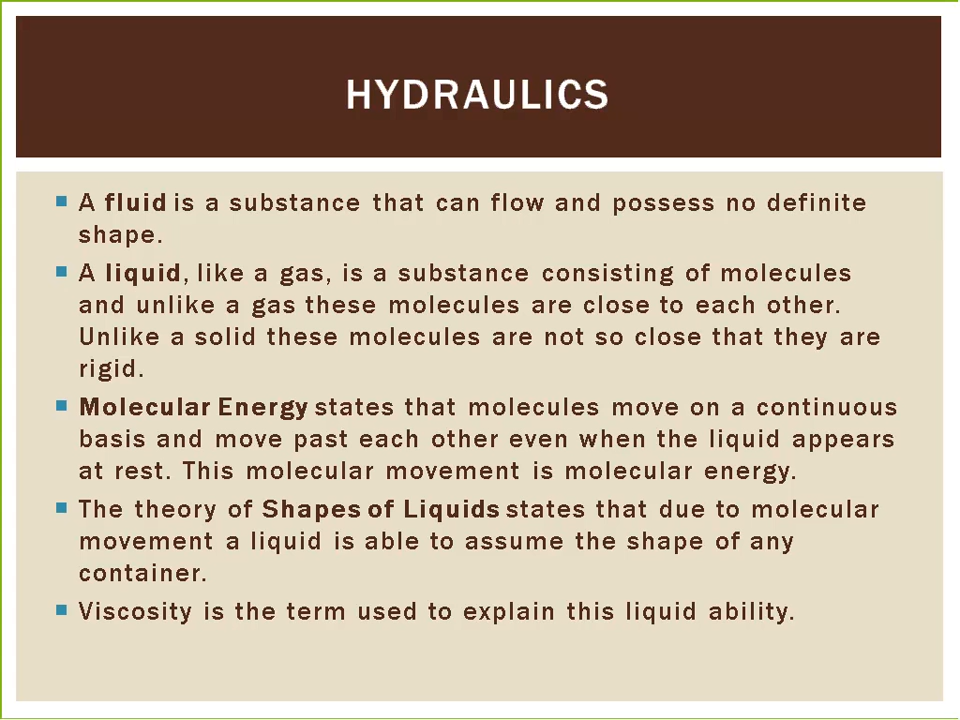 HYDRAULICS
▪ A fluid is a substance that can flow and possess no definite
shape.
▪ A liquid, like a gas, is a substance consisting of molecules
and unlike a gas these molecules are close to each other.
Unlike a solid these molecules are not so close that they are
rigid.
▪ Molecular Energy states that molecules move on a continuous
basis and move past each other even when the liquid appears
at rest. This molecular movement is molecular energy.
▪ The theory of Shapes of Liquids states that due to molecular
movement a liquid is able to assume the shape of any
container.
▪ Viscosity is the term used to explain this liquid ability.